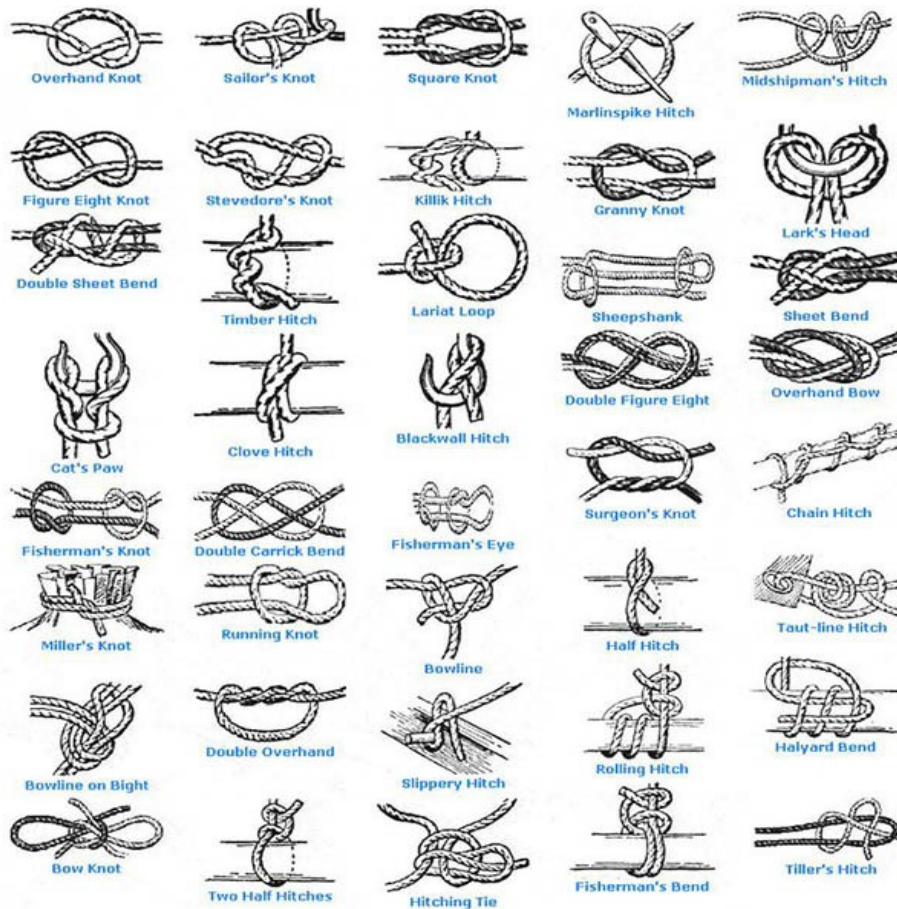 Overhand Knot
Sailor's Knot
Square Knot
Marlinspike Hitch
Midshipman's Hitch
Figure Eight Knot
Stevedore's Knot
Killik Hitch
Granny Knot
Lark's Head
Double Sheet Bend
Timber Hitch
Lariat Loop
Sheepshank
Sheet Bend
Cat's Paw
Clove Hitch
Blackwall Hitch
Double Figure Eight
Overhand Bow
Fisherman's Knot
Double Carrick Bend
Fisherman's Eye
Surgeon's Knot
Chain Hitch
Miller's Knot
Running Knot
Bowline
Half Hitch
Taut-line Hitch
Bowline on Bight
Double Overhand
Slippery Hitch
Rolling Hitch
Halyard Bend
Bow Knot
Two Half Hitches
Hitching Tie
Fisherman's Bend
Tiller's Hitch